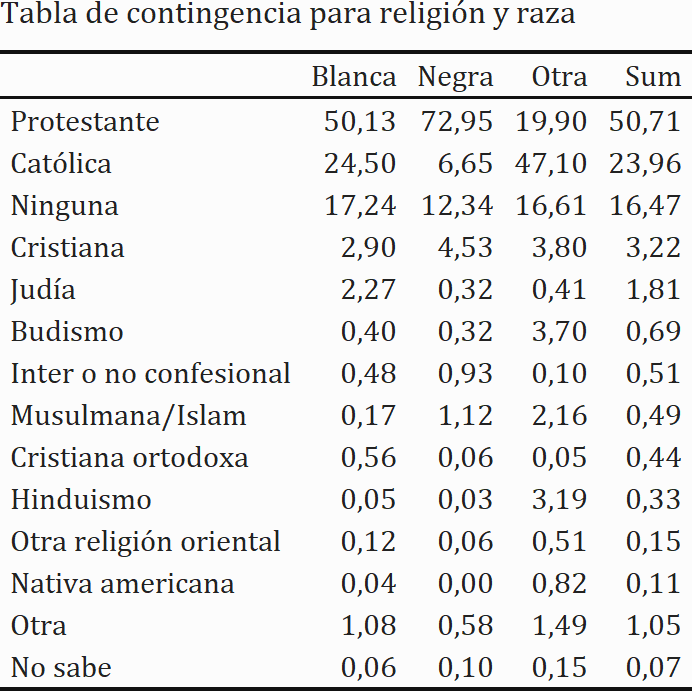 Tabla de contingencia para religión y raza
Blanca Negra Otra Sum
Protestante 50,13 72,95 19,90 50,71
Católica 24,50 6,65 47,10 23,96
Ninguna 17,24 12,34 16,61 16,47
Cristiana 2,90 4,53 3,80 3,22
Judía 2,27 0,32 0,41 1,81
Budismo 0,40 0,32 3,70 0,69
Inter o no confesional 0,48 0,93 0,10 0,51
Musulmana/Islam 0,17 1,12 2,16 0,49
Cristiana ortodoxa 0,56 0,06 0,05 0,44
Hinduismo 0,05 0,03 3,19 0,33
Otra religión oriental 0,12 0,06 0,51 0,15
Nativa americana 0,04 0,00 0,82 0,11
Otra 1,08 0,58 1,49 1,05
No sabe 0,06 0,10 0,15 0,07